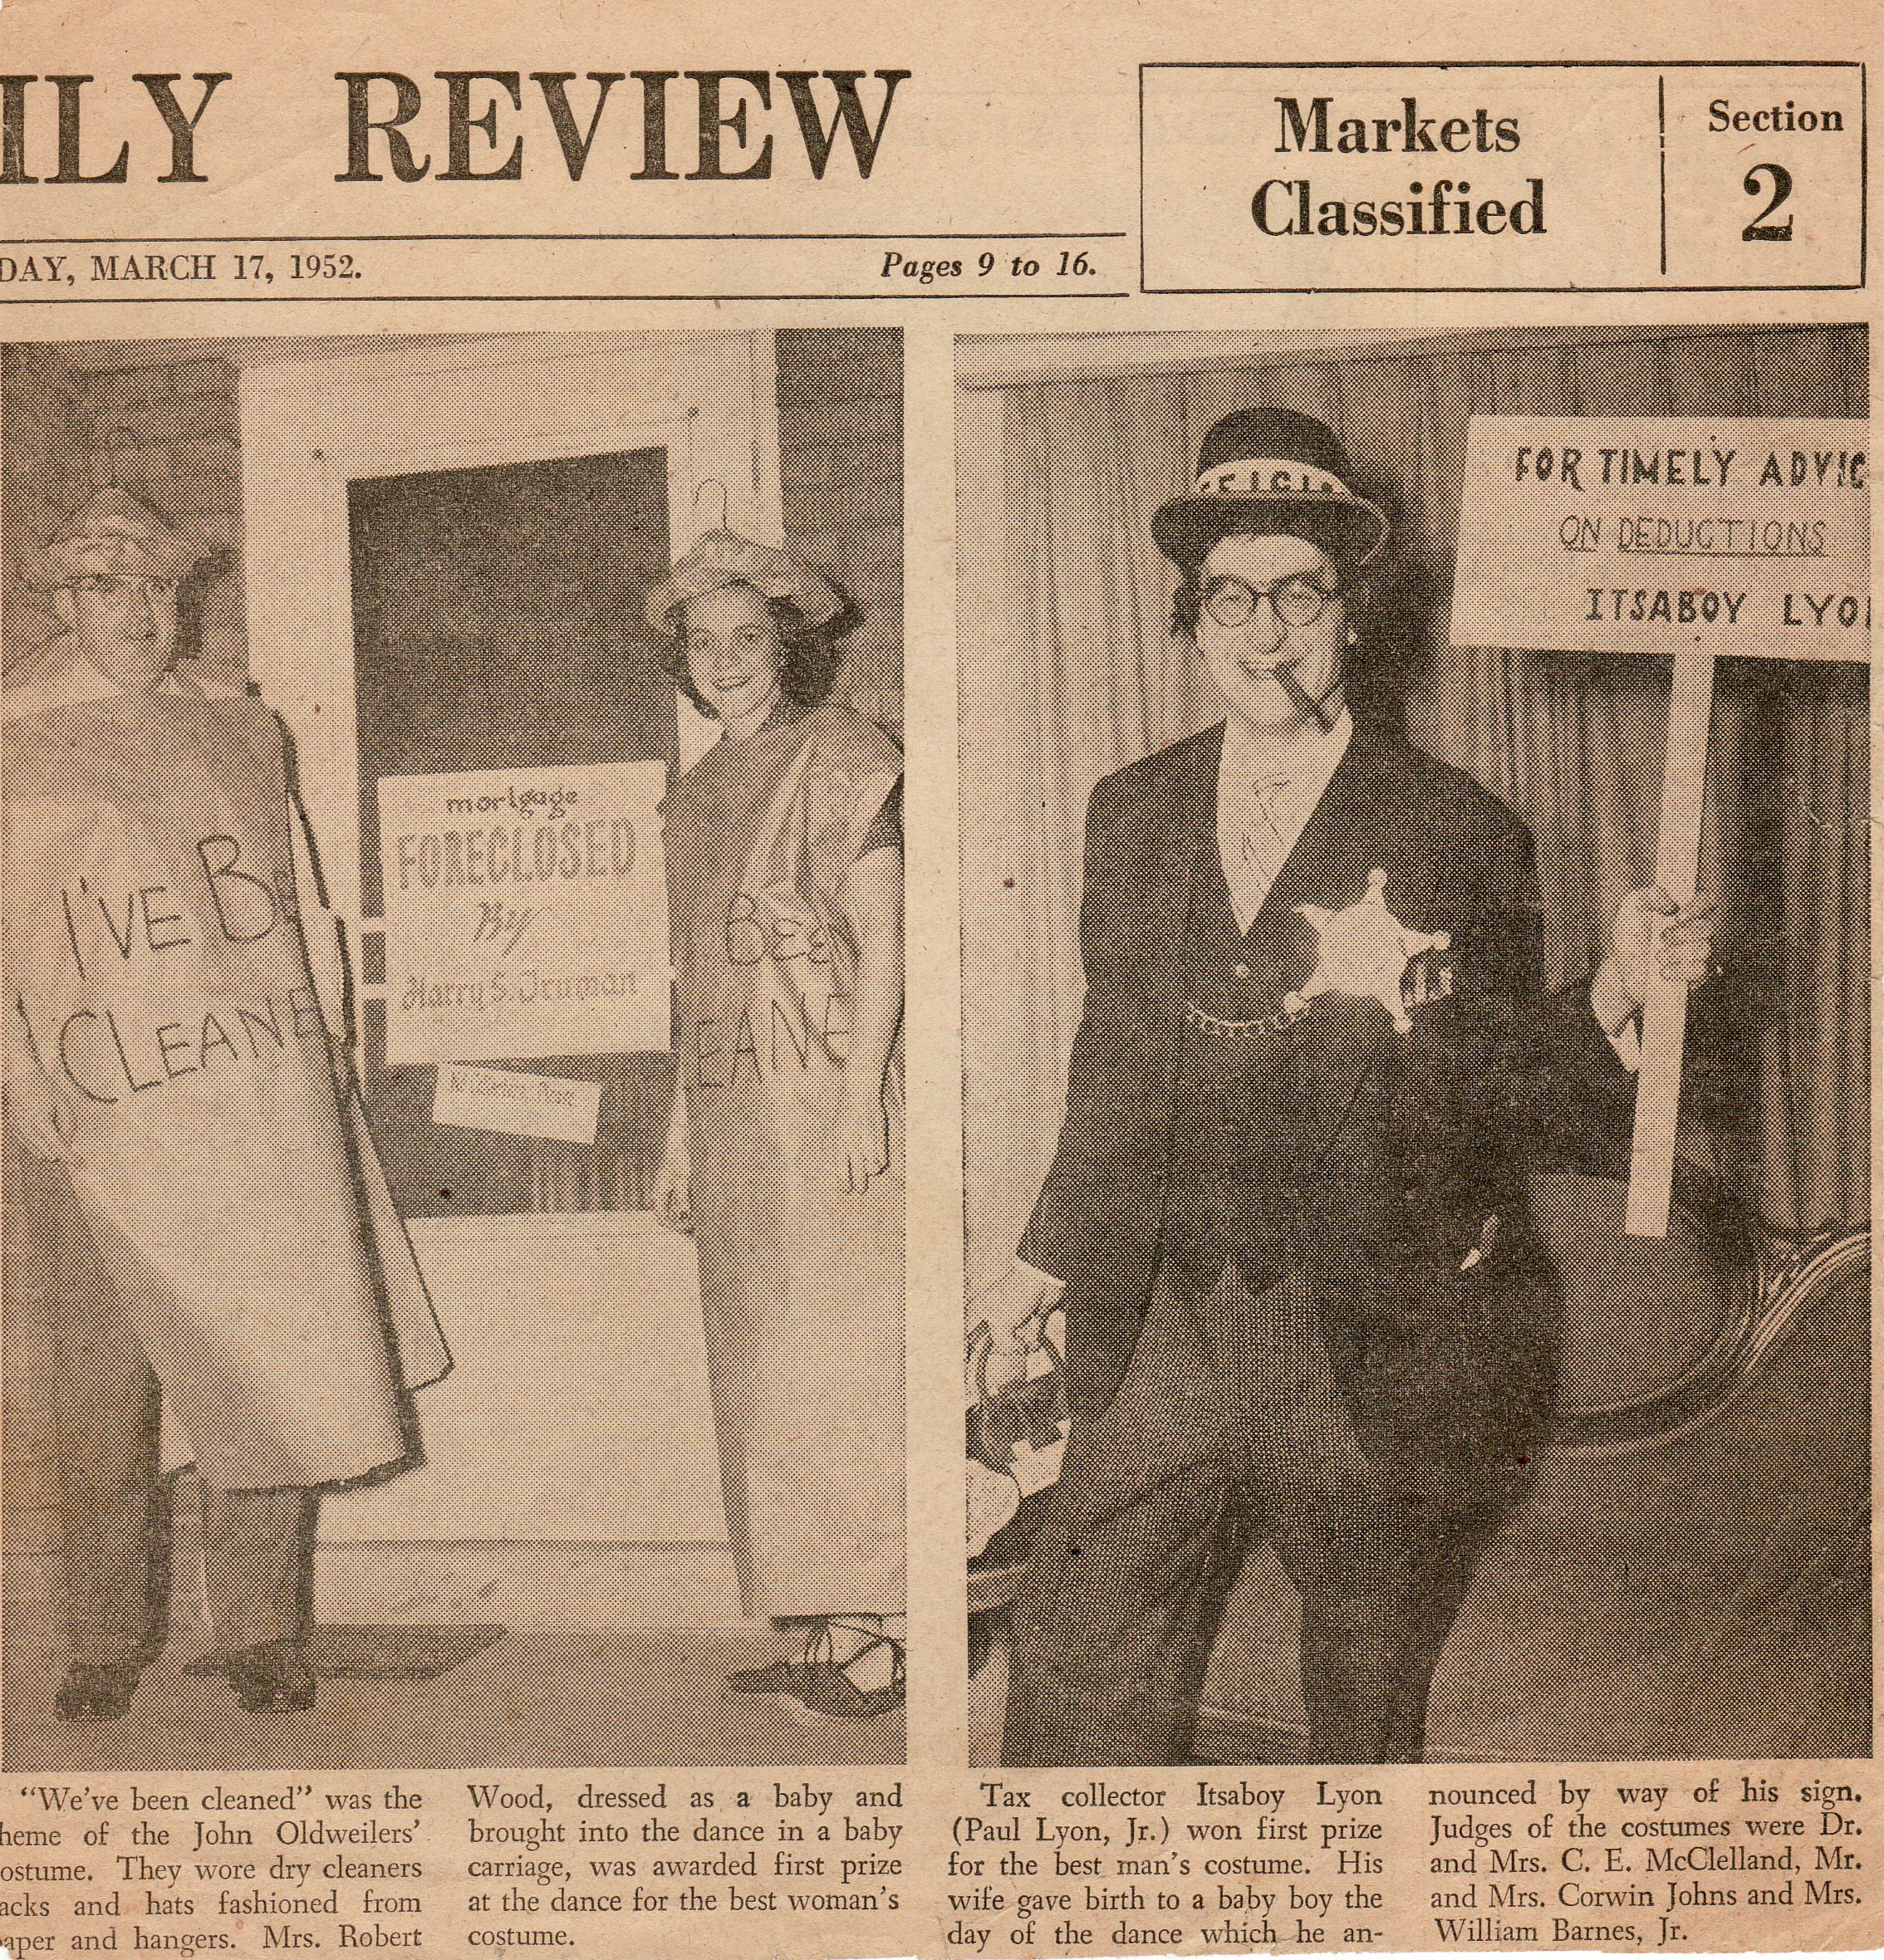 ILY REVIEW
Markets
Classified
Section
2
DAY, MARCH 17, 1952.
Pages 9 to 16.
I'VE BE
CLEANE
mortgage
FORECLOSED
By
Harry S. Truman
BEE
EANE
FOR TIMELY ADVIC
ON DEDUCTIONS
ITSABOY LYON
"We've been cleaned" was the
heme of the John Oldweilers'
ostume. They wore dry cleaners
acks and hats fashioned from
aper and hangers. Mrs. Robert
Wood, dressed as a baby and
brought into the dance in a baby
carriage, was awarded first prize
at the dance for the best woman's
costume.
Tax collector Itsaboy Lyon
(Paul Lyon, Jr.) won first prize
for the best man's costume. His
wife gave birth to a baby boy the
day of the dance which he an-
nounced by way of his sign.
Judges of the costumes were Dr.
and Mrs. C. E. McClelland, Mr.
and Mrs. Corwin Johns and Mrs.
William Barnes, Jr.